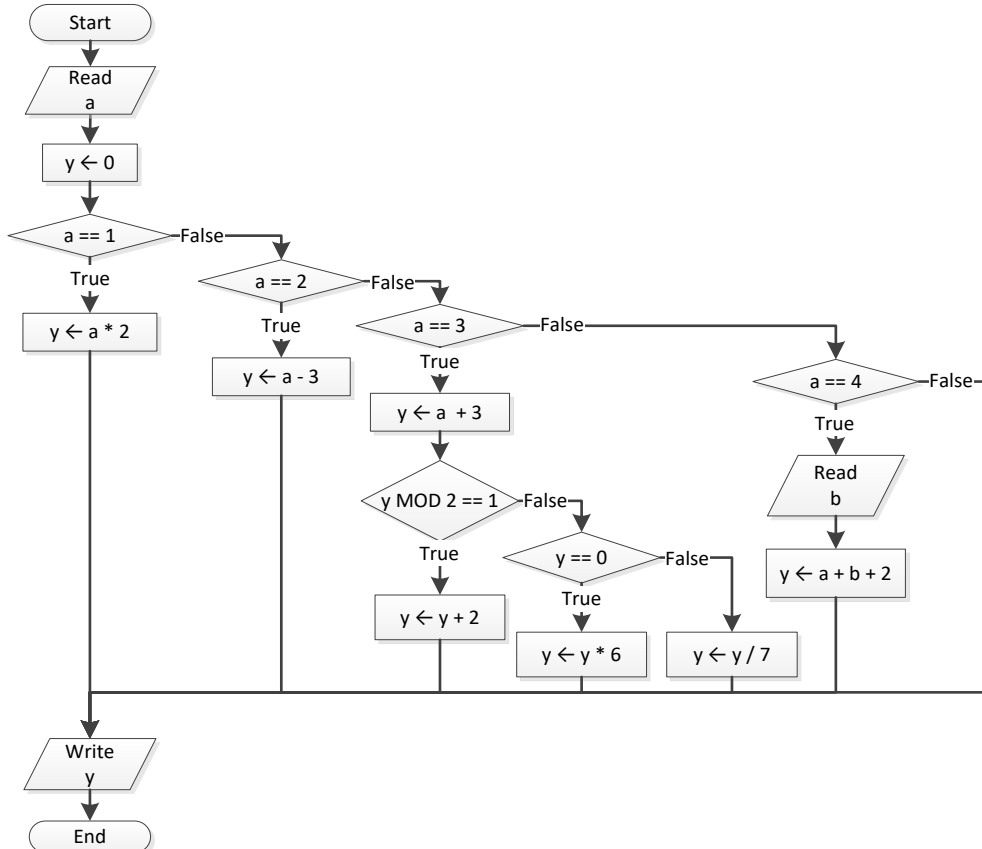 Start
Read
a
y ← 0
a == 1
False
True
y ← a * 2
a == 2
False
True
y ← a - 3
a == 3
False
True
y ← a + 3
y MOD 2 == 1
False
True
y ← y + 2
y == 0
False
True
y ← y * 6
y ← y / 7
a == 4
False
True
Read
b
y ← a + b + 2
Write
y
End